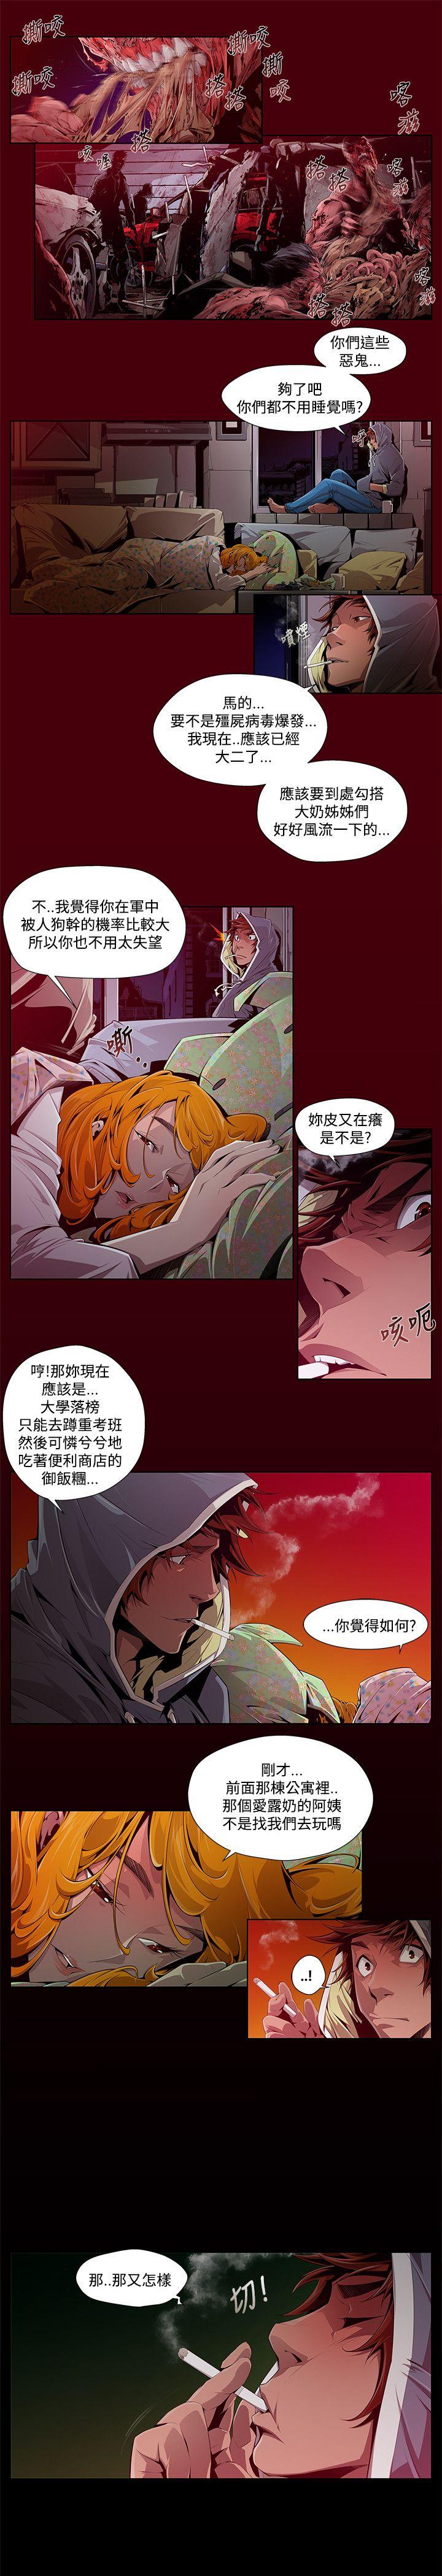 撕咬
撕咬
撕咬
撕咬
搭搭
喀滋
搭
咳喔
搭搭
喀滋
喀滋
搭搭
你們這些
惡鬼...
夠了吧
你們都不用睡覺嗎?
噴煙
馬的...
要不是殭屍病毒爆發...
我現在..應該已經
大二了...
應該要到處勾搭
大奶姊姊們
好好風流一下的...
不..我覺得你在軍中
被人狗幹的機率比較大
所以你也不用太失望
嘶..
妳皮又在癢
是不是?
咳呃
哼!那妳現在
應該是...
大學落榜
只能去蹲重考班
然後可憐兮兮地
吃著便利商店的
御飯糰...
...你覺得如何?
剛才...
前面那棟公寓裡..
那個愛露奶的阿姨
不是找我們去玩嗎
..!
那..那又怎樣
切!